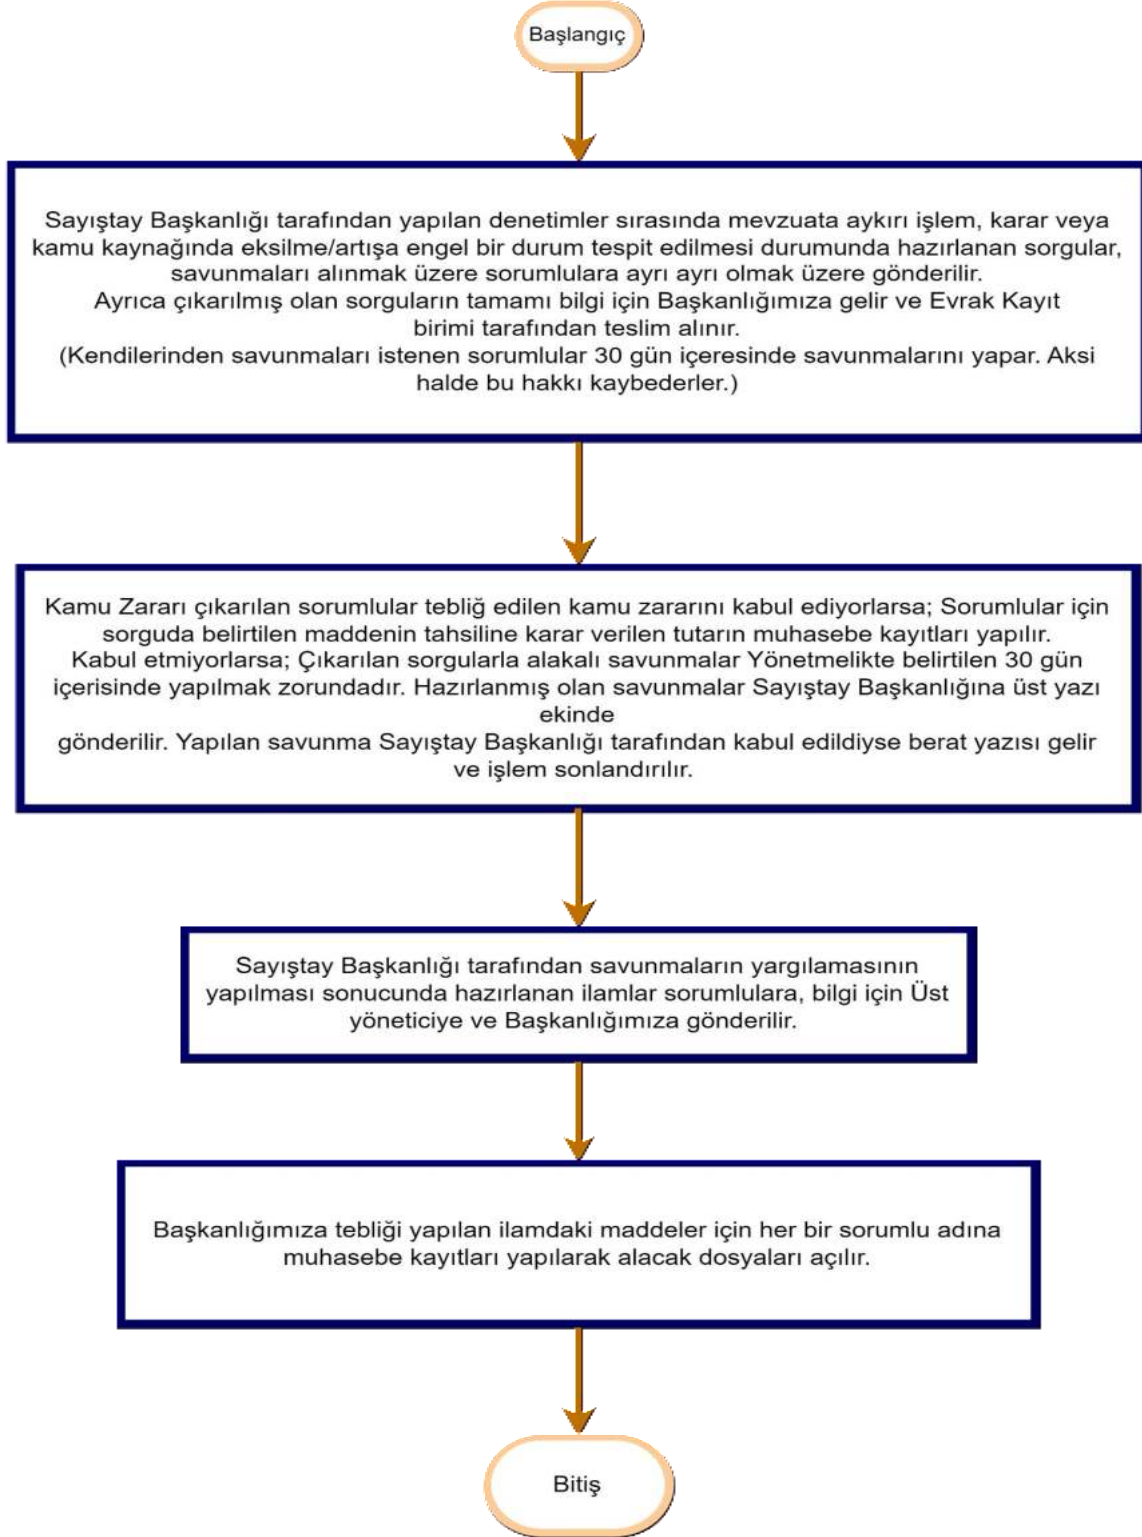 Başlangıç
Sayıştay Başkanlığı tarafından yapılan denetimler sırasında mevzuata aykırı işlem, karar veya
kamu kaynağında eksilme/artışa engel bir durum tespit edilmesi durumunda hazırlanan sorgular,
savunmaları alınmak üzere sorumlulara ayrı ayrı olmak üzere gönderilir.
Ayrıca çıkarılmış olan sorguların tamamı bilgi için Başkanlığımıza gelir ve Evrak Kayıt
birimi tarafından teslim alınır.
(Kendilerinden savunmaları istenen sorumlular 30 gün içeresinde savunmalarını yapar. Aksi
halde bu hakkı kaybederler.)
Kamu Zararı çıkarılan sorumlular tebliğ edilen kamu zararını kabul ediyorlarsa; Sorumlular için
sorguda belirtilen maddenin tahsiline karar verilen tutarın muhasebe kayıtları yapılır.
Kabul etmiyorlarsa; Çıkarılan sorgularla alakalı savunmalar Yönetmelikte belirtilen 30 gün
içerisinde yapılmak zorundadır. Hazırlanmış olan savunmalar Sayıştay Başkanlığına üst yazı
ekinde
gönderilir. Yapılan savunma Sayıştay Başkanlığı tarafından kabul edildiyse berat yazısı gelir
ve işlem sonlandırılır.
Sayıştay Başkanlığı tarafından savunmaların yargılamasının
yapılması sonucunda hazırlanan ilamlar sorumlulara, bilgi için Üst
yöneticiye ve Başkanlığımıza gönderilir.
Başkanlığımıza tebliği yapılan ilamdaki maddeler için her bir sorumlu adına
muhasebe kayıtları yapılarak alacak dosyaları açılır.
Bitiş